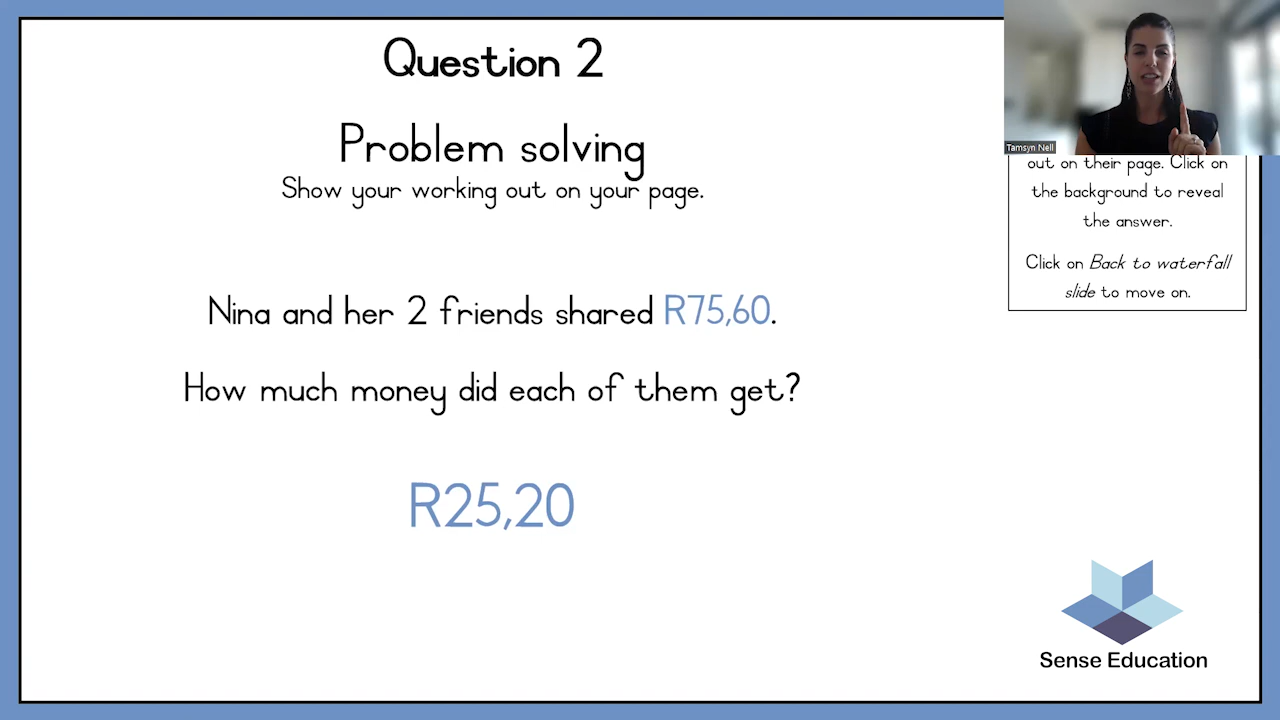 Question 2
Problem solving
Show your working out on your page.
Nina and her 2 friends shared R75,60.
How much money did each of them get?
R25,20
Tamsyn Nell
out on their page. Click on
the background to reveal
the answer.
Click on Back to waterfall
slide to move on.
Sense Education